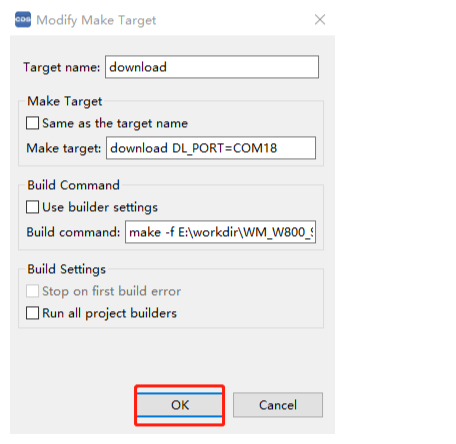 CDS Modify Make Target
Target name: download
Make Target
Same as the target name
Make target: download DL_PORT=COM18
Build Command
Use builder settings
Build command: make -f E:\workdir\WM_W800_S
Build Settings
Stop on first build error
Run all project builders
OK Cancel